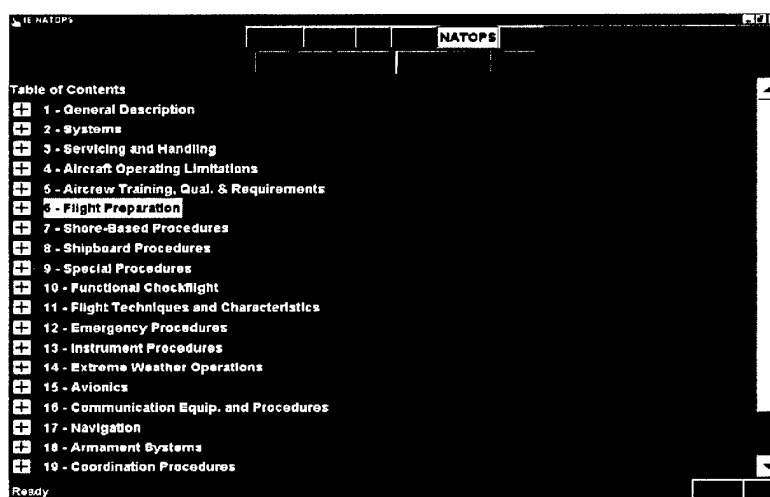 IE NATOPS
NATOPS
Table of Contents
1 - General Description
2 - Systems
3 - Servicing and Handling
4 - Aircraft Operating Limitations
5 - Aircrew Training, Qual. & Requirements
6 - Flight Preparation
7 - Shore-Based Procedures
8 - Shipboard Procedures
9 - Special Procedures
10 - Functional Checkflight
11 - Flight Techniques and Characteristics
12 - Emergency Procedures
13 - Instrument Procedures
14 - Extreme Weather Operations
15 - Avionics
16 - Communication Equip. and Procedures
17 - Navigation
18 - Armament Systems
19 - Coordination Procedures
Ready